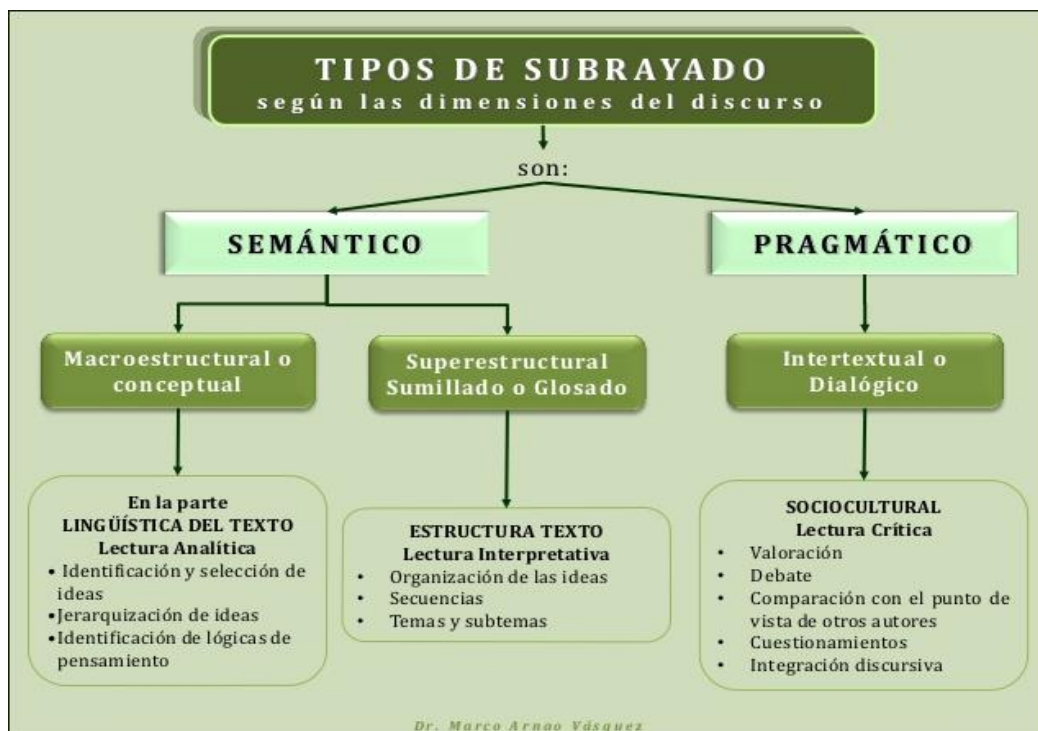 TIPOS DE SUBRAYADO
según las dimensiones del discurso
son:
SEMÁNTICO
PRAGMÁTICO
Macroestructural o
conceptual
Superestructural
Sumillado o Glosado
Intertextual o
Dialógico
En la parte
LINGÜÍSTICA DEL TEXTO
Lectura Analítica
• Identificación y selección de
ideas
•Jerarquización de ideas
•Identificación de lógicas de
pensamiento
ESTRUCTURA TEXTO
Lectura Interpretativa
• Organización de las ideas
• Secuencias
• Temas y subtemas
SOCIOCULTURAL
Lectura Crítica
• Valoración
• Debate
• Comparación con el punto de
vista de otros autores
• Cuestionamientos
• Integración discursiva
Dr. Marco Arnao Vásquez